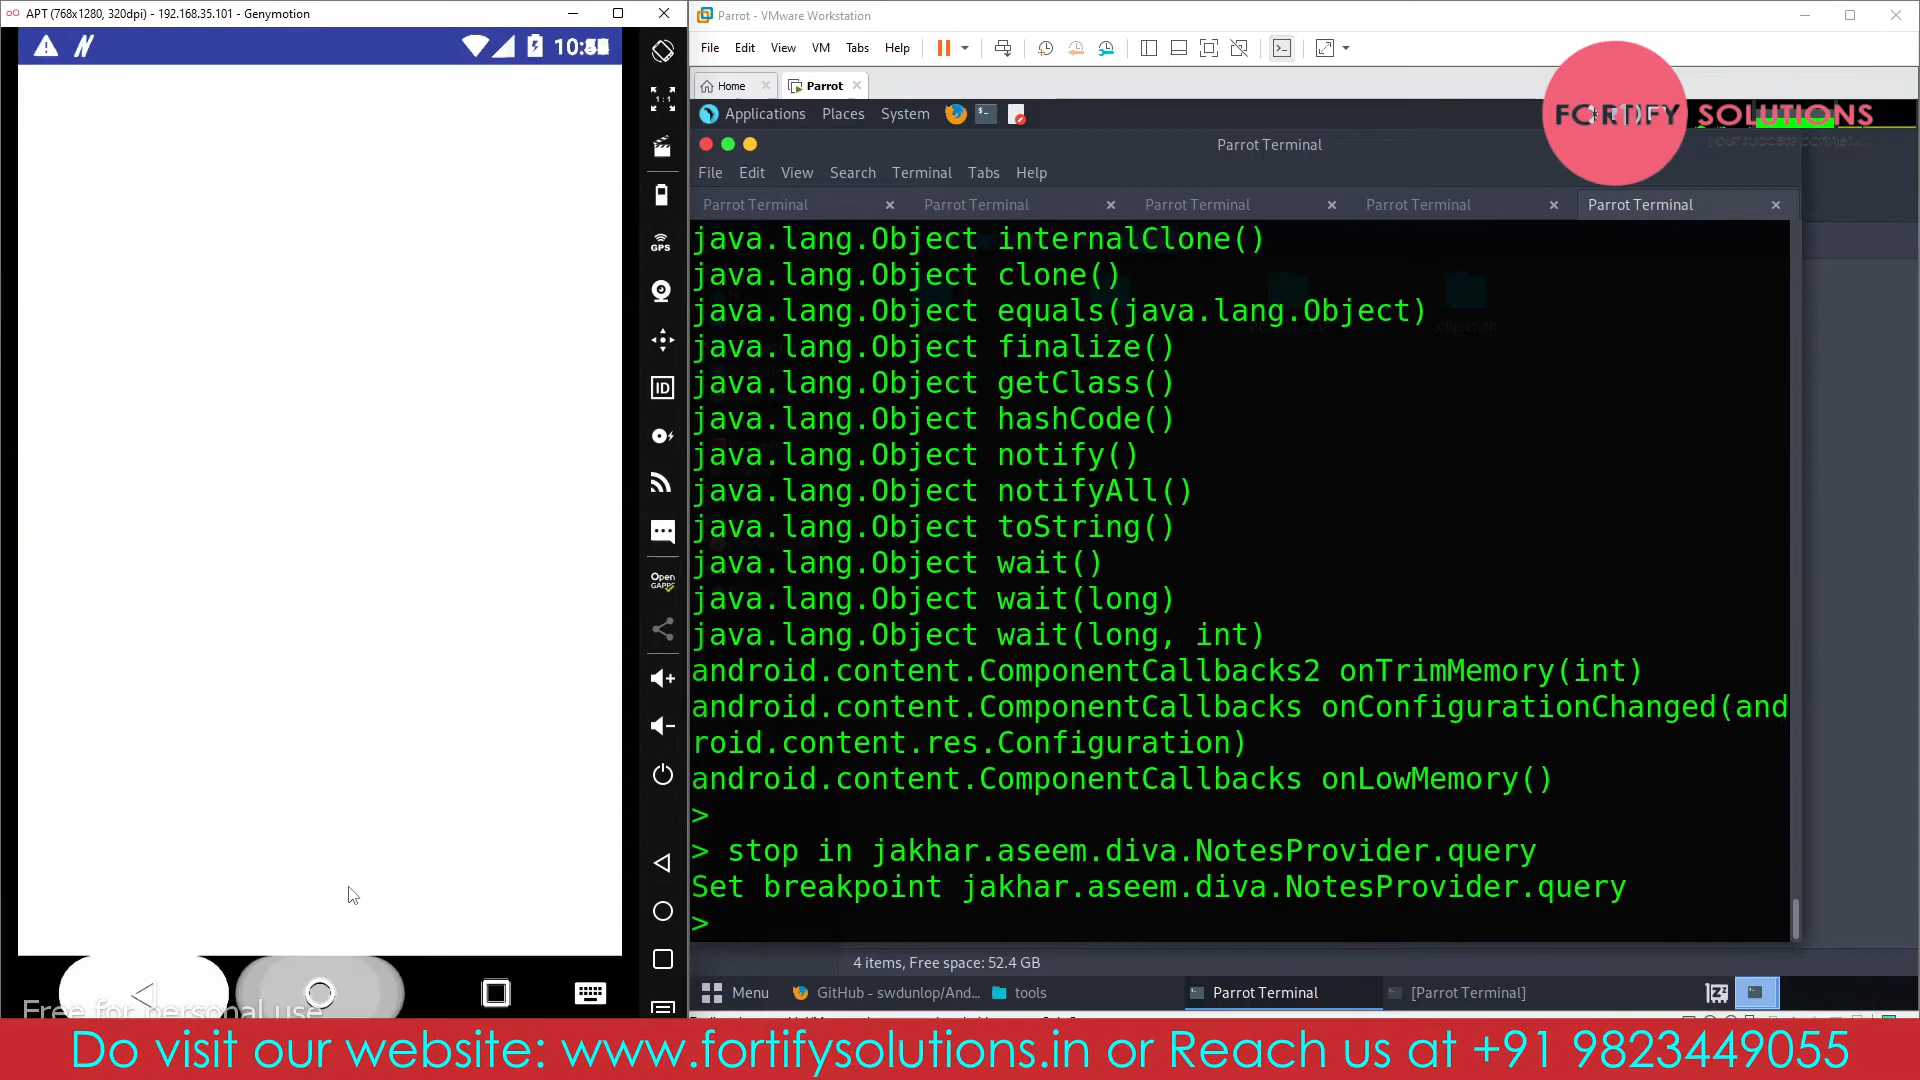 APT (768x1280, 320dpi) - 192.168.35.101 - Genymotion
Parrot - VMware Workstation
File Edit View VM Tabs Help
Home
Parrot
Applications Places System
FORTIFY SOLUTIONS
Parrot Terminal
File Edit View Search Terminal Tabs Help
Parrot Terminal Parrot Terminal Parrot Terminal Parrot Terminal Parrot Terminal
java.lang.Object internalClone()
java.lang.Object clone()
java.lang.Object equals(java.lang.Object)
java.lang.Object finalize()
java.lang.Object getClass()
java.lang.Object hashCode()
java.lang.Object notify()
java.lang.Object notifyAll()
java.lang.Object toString()
java.lang.Object wait()
java.lang.Object wait(long)
java.lang.Object wait(long, int)
android.content.ComponentCallbacks2 onTrimMemory(int)
android.content.ComponentCallbacks onConfigurationChanged(and
roid.content.res.Configuration)
android.content.ComponentCallbacks onLowMemory()
>
> stop in jakhar.aseem.diva.NotesProvider.query
Set breakpoint jakhar.aseem.diva.NotesProvider.query
>
objection
1:1
GPS
ID
Open
GAPPS
4 items, Free space: 52.4 GB
Menu GitHub - swdunlop/And... tools Parrot Terminal [Parrot Terminal]
Free for personal use
Do visit our website: www.fortifysolutions.in or Reach us at +91 9823449055